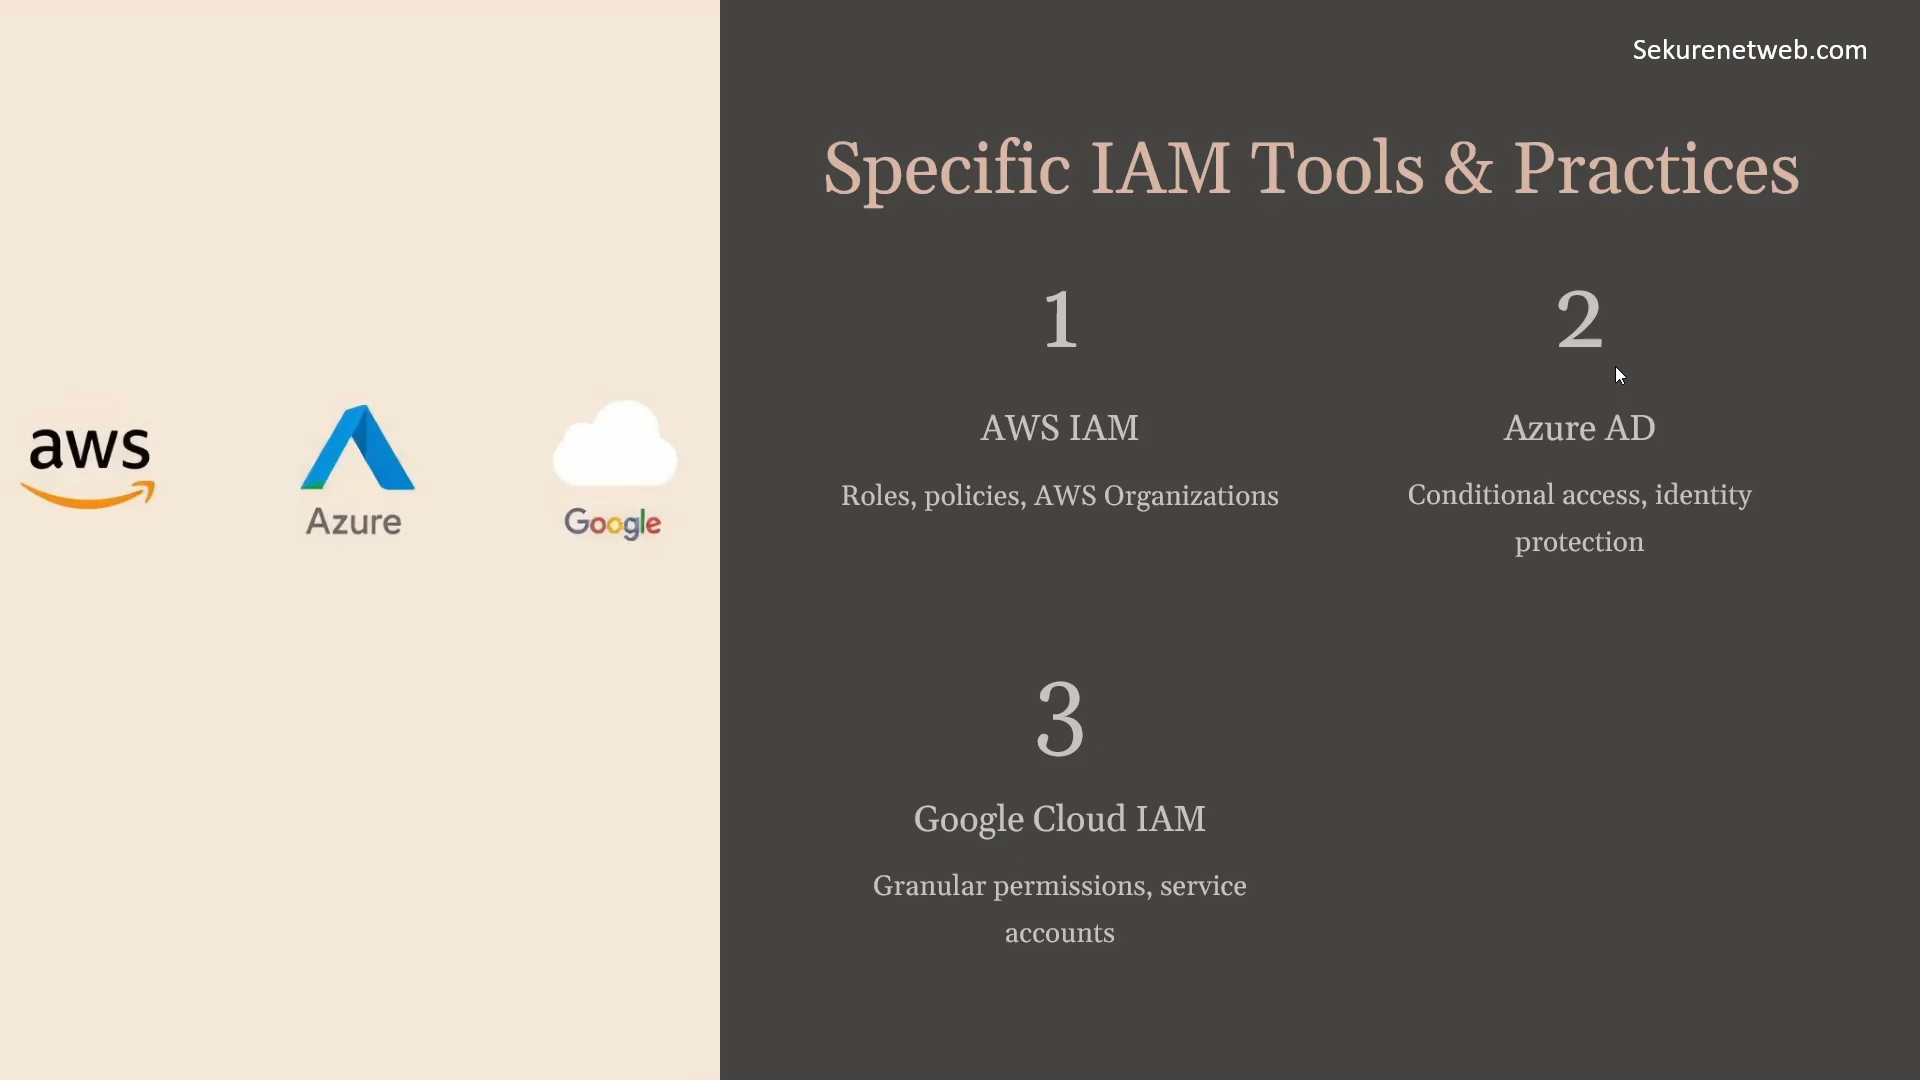 Sekurenetweb.com
Specific IAM Tools & Practices
1
AWS IAM
Roles, policies, AWS Organizations
2
Azure AD
Conditional access, identity
protection
3
Google Cloud IAM
Granular permissions, service
accounts
aws
Azure
Google